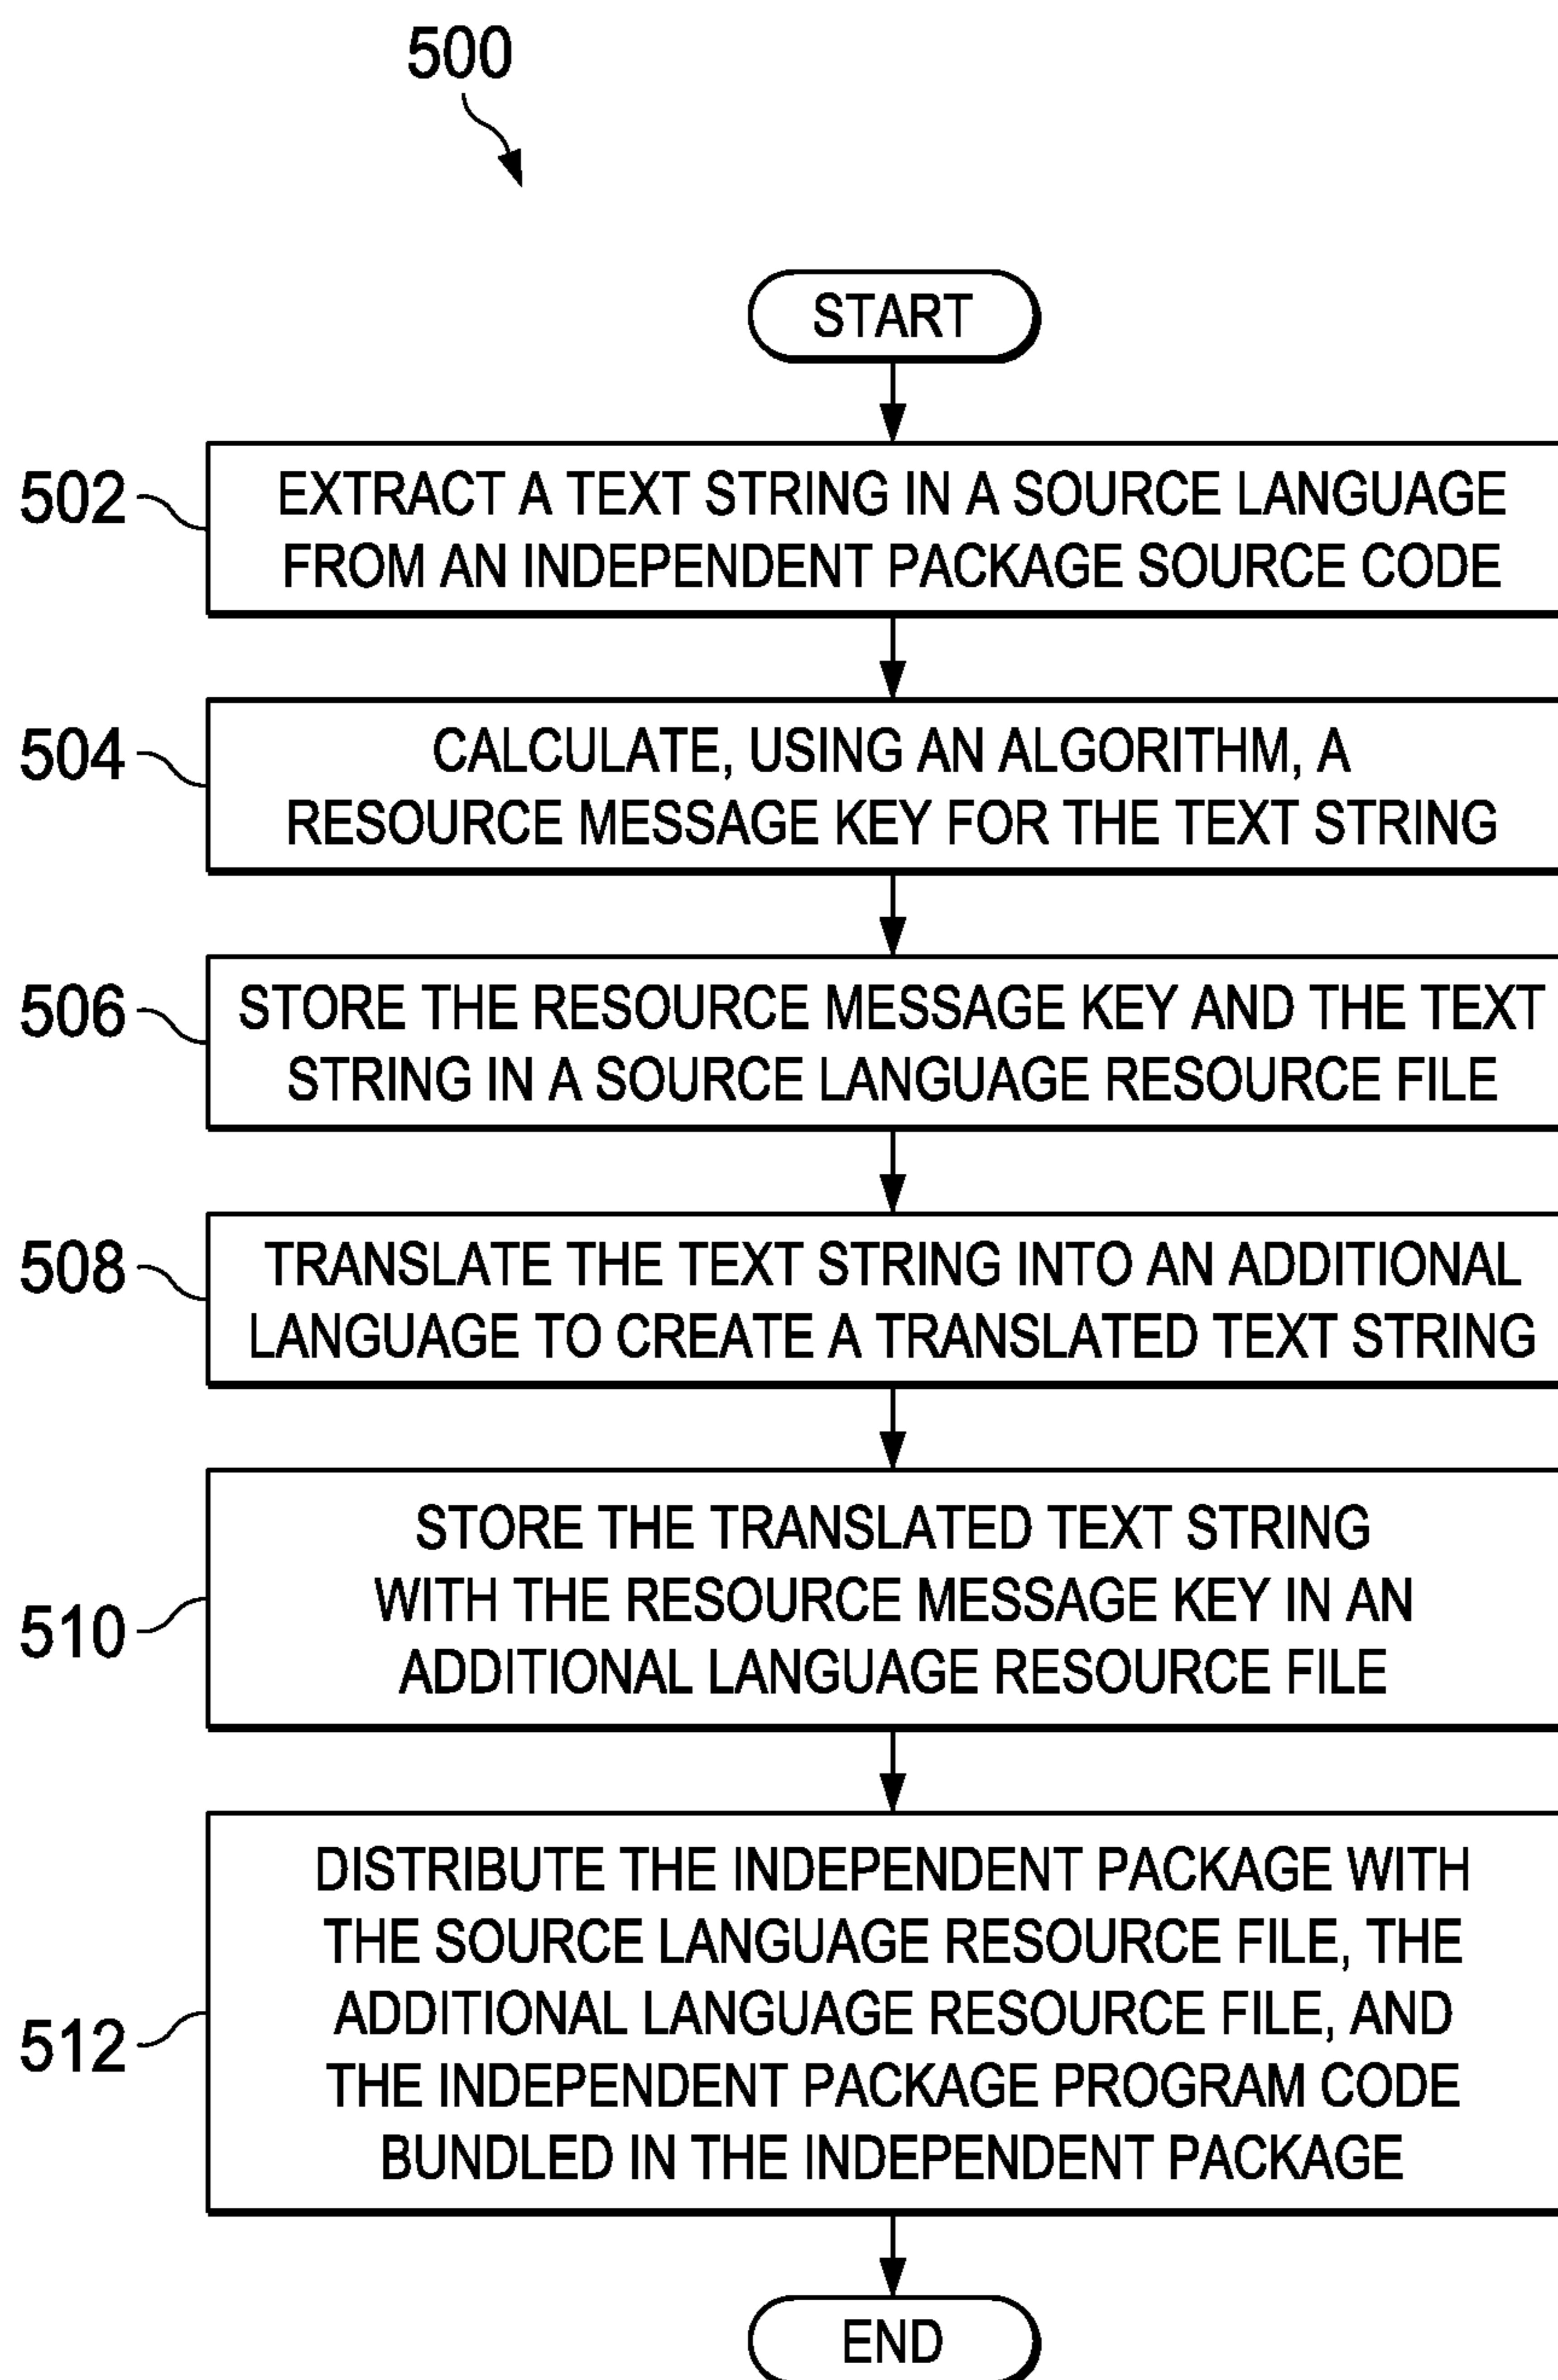 500
START
502
EXTRACT A TEXT STRING IN A SOURCE LANGUAGE
FROM AN INDEPENDENT PACKAGE SOURCE CODE
504
CALCULATE, USING AN ALGORITHM, A
RESOURCE MESSAGE KEY FOR THE TEXT STRING
506
STORE THE RESOURCE MESSAGE KEY AND THE TEXT
STRING IN A SOURCE LANGUAGE RESOURCE FILE
508
TRANSLATE THE TEXT STRING INTO AN ADDITIONAL
LANGUAGE TO CREATE A TRANSLATED TEXT STRING
510
STORE THE TRANSLATED TEXT STRING
WITH THE RESOURCE MESSAGE KEY IN AN
ADDITIONAL LANGUAGE RESOURCE FILE
512
DISTRIBUTE THE INDEPENDENT PACKAGE WITH
THE SOURCE LANGUAGE RESOURCE FILE, THE
ADDITIONAL LANGUAGE RESOURCE FILE, AND
THE INDEPENDENT PACKAGE PROGRAM CODE
BUNDLED IN THE INDEPENDENT PACKAGE
END